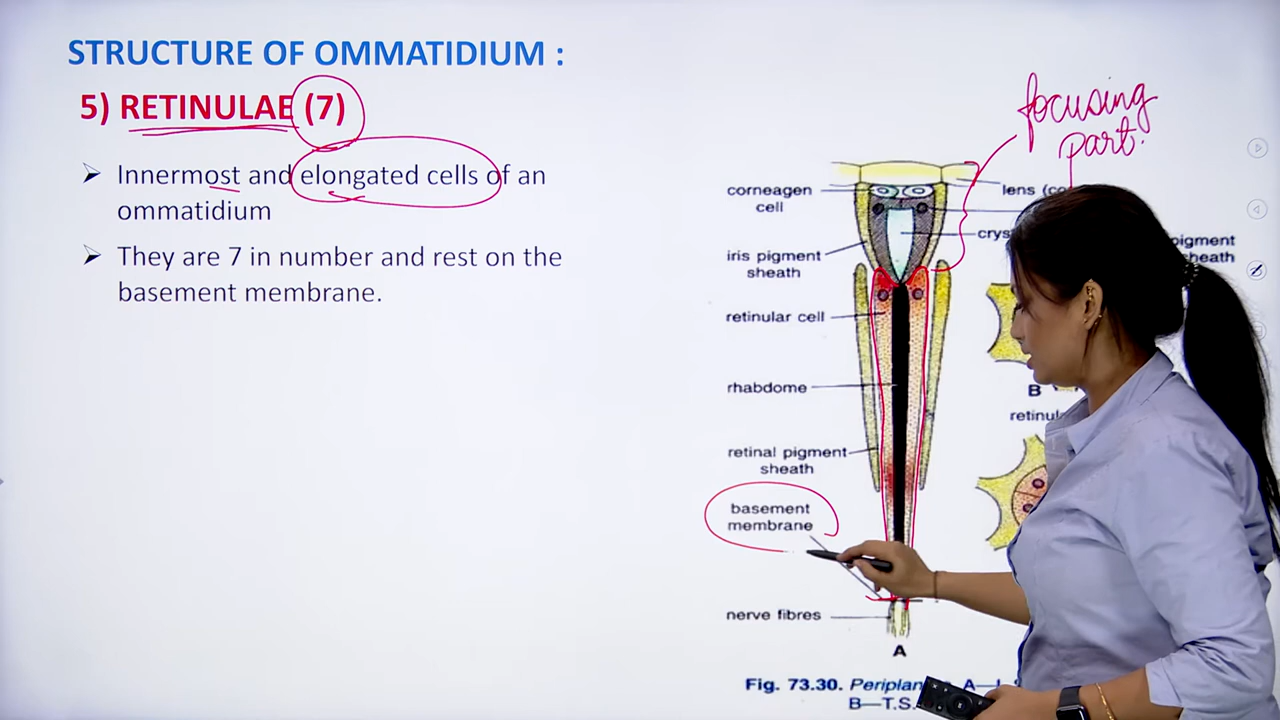 STRUCTURE OF OMMATIDIUM :
5) RETINULAE (7)
Innermost and elongated cells of an
ommatidium
They are 7 in number and rest on the
basement membrane.
focusing
part.
corneagen
cell
lens
iris pigment
sheath
pigment
sheath
retinular cell
rhabdome
B
retinal pigment
sheath
basement
membrane
nerve fibres
A
Fig. 73.30. A—
B—T.S.